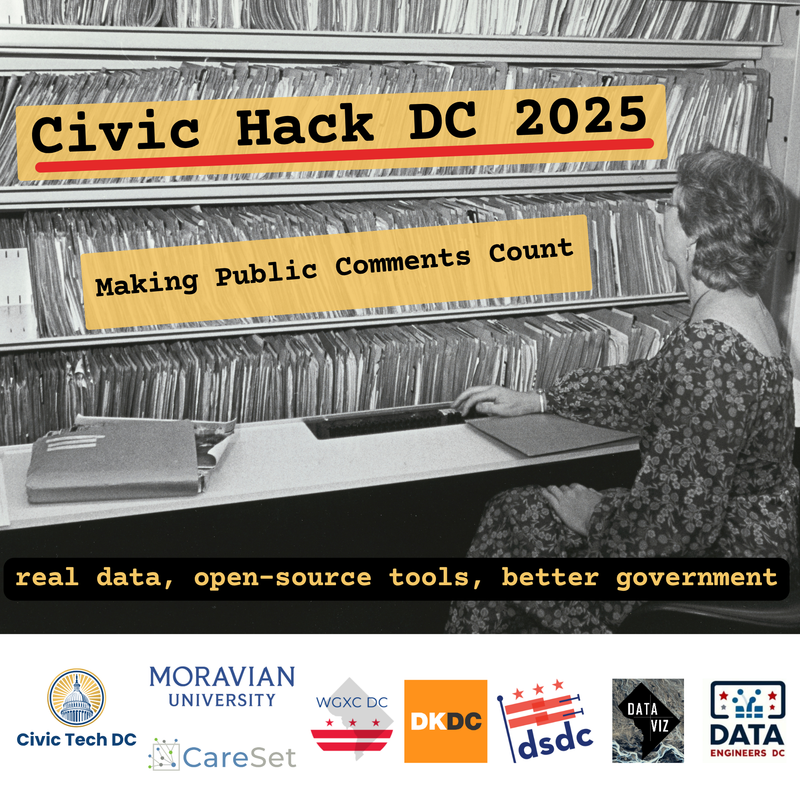 Civic Hack DC 2025
Making Public Comments Count
real data, open-source tools, better government
Civic Tech DC
MORAVIAN
UNIVERSITY
CareSet
WGXC DC
DKDC
dsdc
DATA
VIZ
DATA
ENGINEERS DC